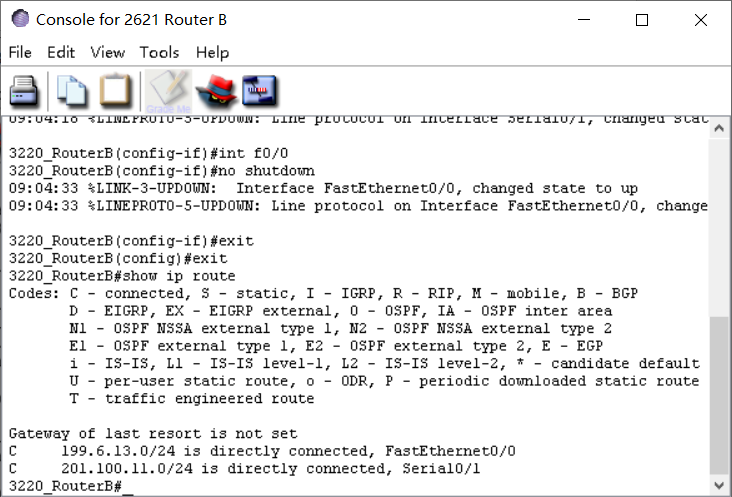 Console for 2621 Router B
File Edit View Tools Help
Grade Me
09:04:18 %LINEPROTO-5-UPDOWN: Line protocol on Interface Serial0/1, changed stat
3220_RouterB(config-if)#int f0/0
3220_RouterB(config-if)#no shutdown
09:04:33 %LINK-3-UPDOWN:  Interface FastEthernet0/0, changed state to up
09:04:33 %LINEPROTO-5-UPDOWN: Line protocol on Interface FastEthernet0/0, change
3220_RouterB(config-if)#exit
3220_RouterB(config)#exit
3220_RouterB#show ip route
Codes: C - connected, S - static, I - IGRP, R - RIP, M - mobile, B - BGP
D - EIGRP, EX - EIGRP external, O - OSPF, IA - OSPF inter area
N1 - OSPF NSSA external type 1, N2 - OSPF NSSA external type 2
E1 - OSPF external type 1, E2 - OSPF external type 2, E - EGP
i - IS-IS, L1 - IS-IS level-1, L2 - IS-IS level-2, * - candidate default
U - per-user static route, o - ODR, P - periodic downloaded static route
T - traffic engineered route
Gateway of last resort is not set
C     199.6.13.0/24 is directly connected, FastEthernet0/0
C     201.100.11.0/24 is directly connected, Serial0/1
3220_RouterB#_